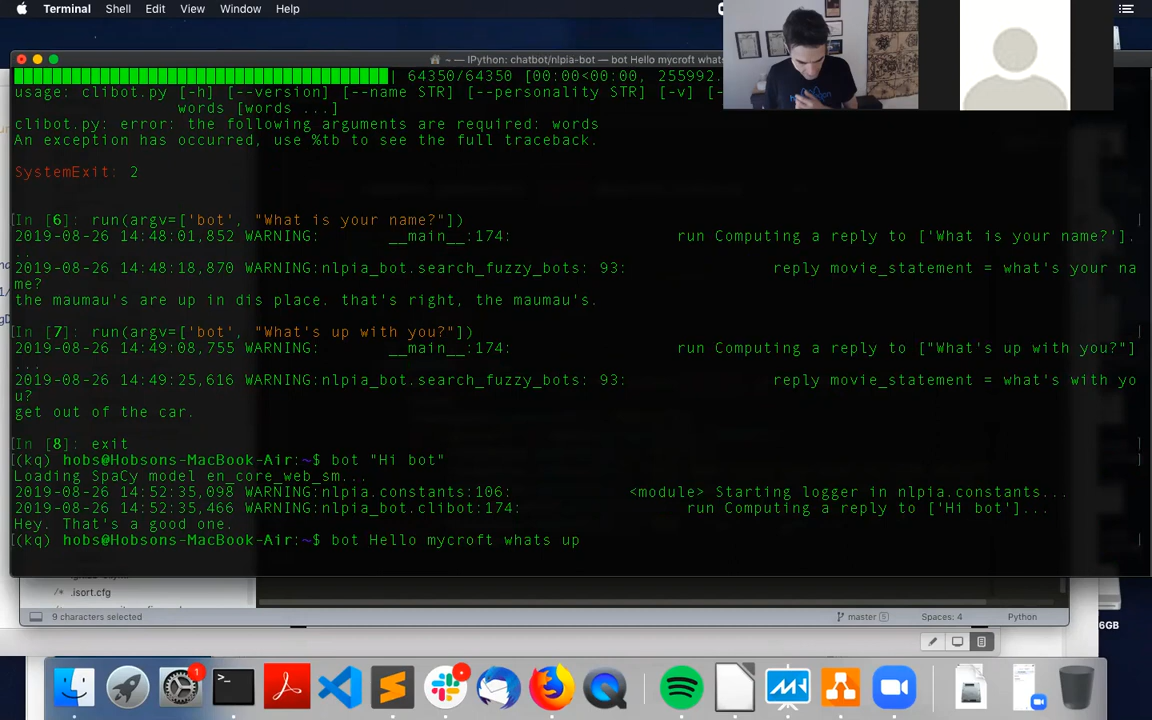 Terminal Shell Edit View Window Help
~ — IPython: chatbot/nlpia-bot — bot Hello mycroft whats
| 64350/64350 [00:00<00:00, 255992.
usage: clibot.py [-h] [--version] [--name STR] [--personality STR] [-v] [-
words [words ...]
clibot.py: error: the following arguments are required: words
An exception has occurred, use %tb to see the full traceback.
SystemExit: 2
In [6]: run(argv=['bot', "What is your name?"])
2019-08-26 14:48:01,852 WARNING: __main__:174: run Computing a reply to ['What is your name?'].
..
2019-08-26 14:48:18,870 WARNING:nlpia_bot.search_fuzzy_bots: 93: reply movie_statement = what's your na
me?
the maumau's are up in dis place. that's right, the maumau's.
In [7]: run(argv=['bot', "What's up with you?"])
2019-08-26 14:49:08,755 WARNING: __main__:174: run Computing a reply to ["What's up with you?"]
...
2019-08-26 14:49:25,616 WARNING:nlpia_bot.search_fuzzy_bots: 93: reply movie_statement = what's with yo
u?
get out of the car.
In [8]: exit
(kq) hobs@Hobsons-MacBook-Air:~$ bot "Hi bot"
Loading SpaCy model en_core_web_sm...
2019-08-26 14:52:35,098 WARNING:nlpia.constants:106: <module> Starting logger in nlpia.constants...
2019-08-26 14:52:35,466 WARNING:nlpia_bot.clibot:174: run Computing a reply to ['Hi bot']...
Hey. That's a good one.
(kq) hobs@Hobsons-MacBook-Air:~$ bot Hello mycroft whats up
/* .isort.cfg
9 characters selected master 5 Spaces: 4 Python
6GB
1